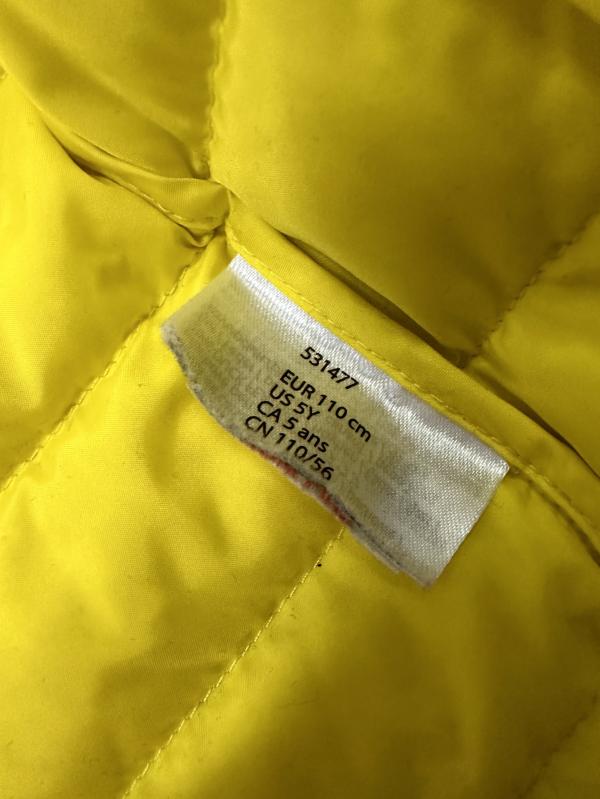 531477
EUR 110 cm
US 5Y
CA 5 ans
CN 110/56